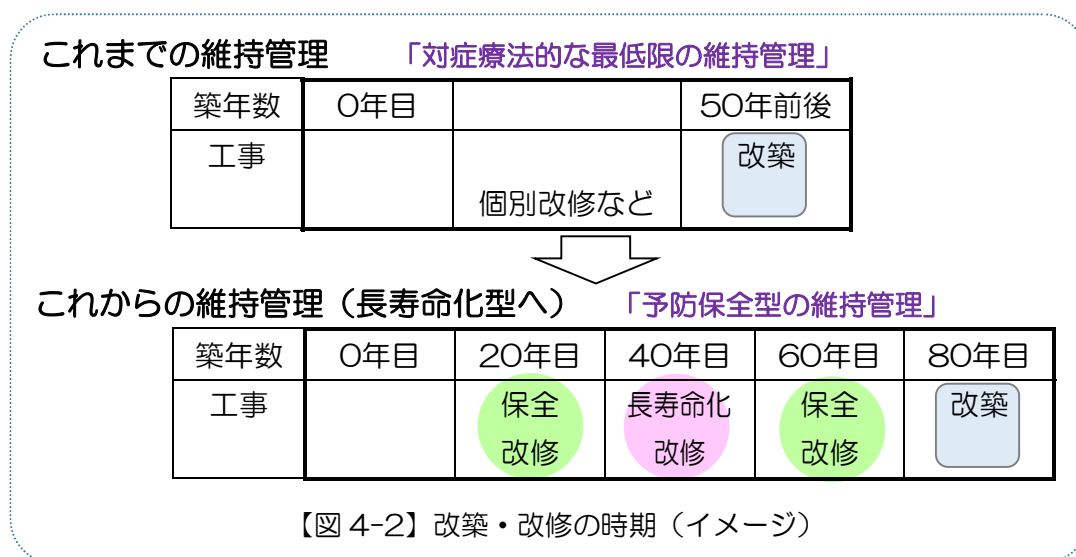 これまでの維持管理 「対症療法的な最低限の維持管理」
築年数 0年目 50年前後
工事 改築
個別改修など
これからの維持管理(長寿命化型へ) 「予防保全型の維持管理」
築年数 0年目 20年目 40年目 60年目 80年目
工事 保全 長寿命化 保全 改築
改修 改修 改修
【図 4-2】改築・改修の時期(イメージ)